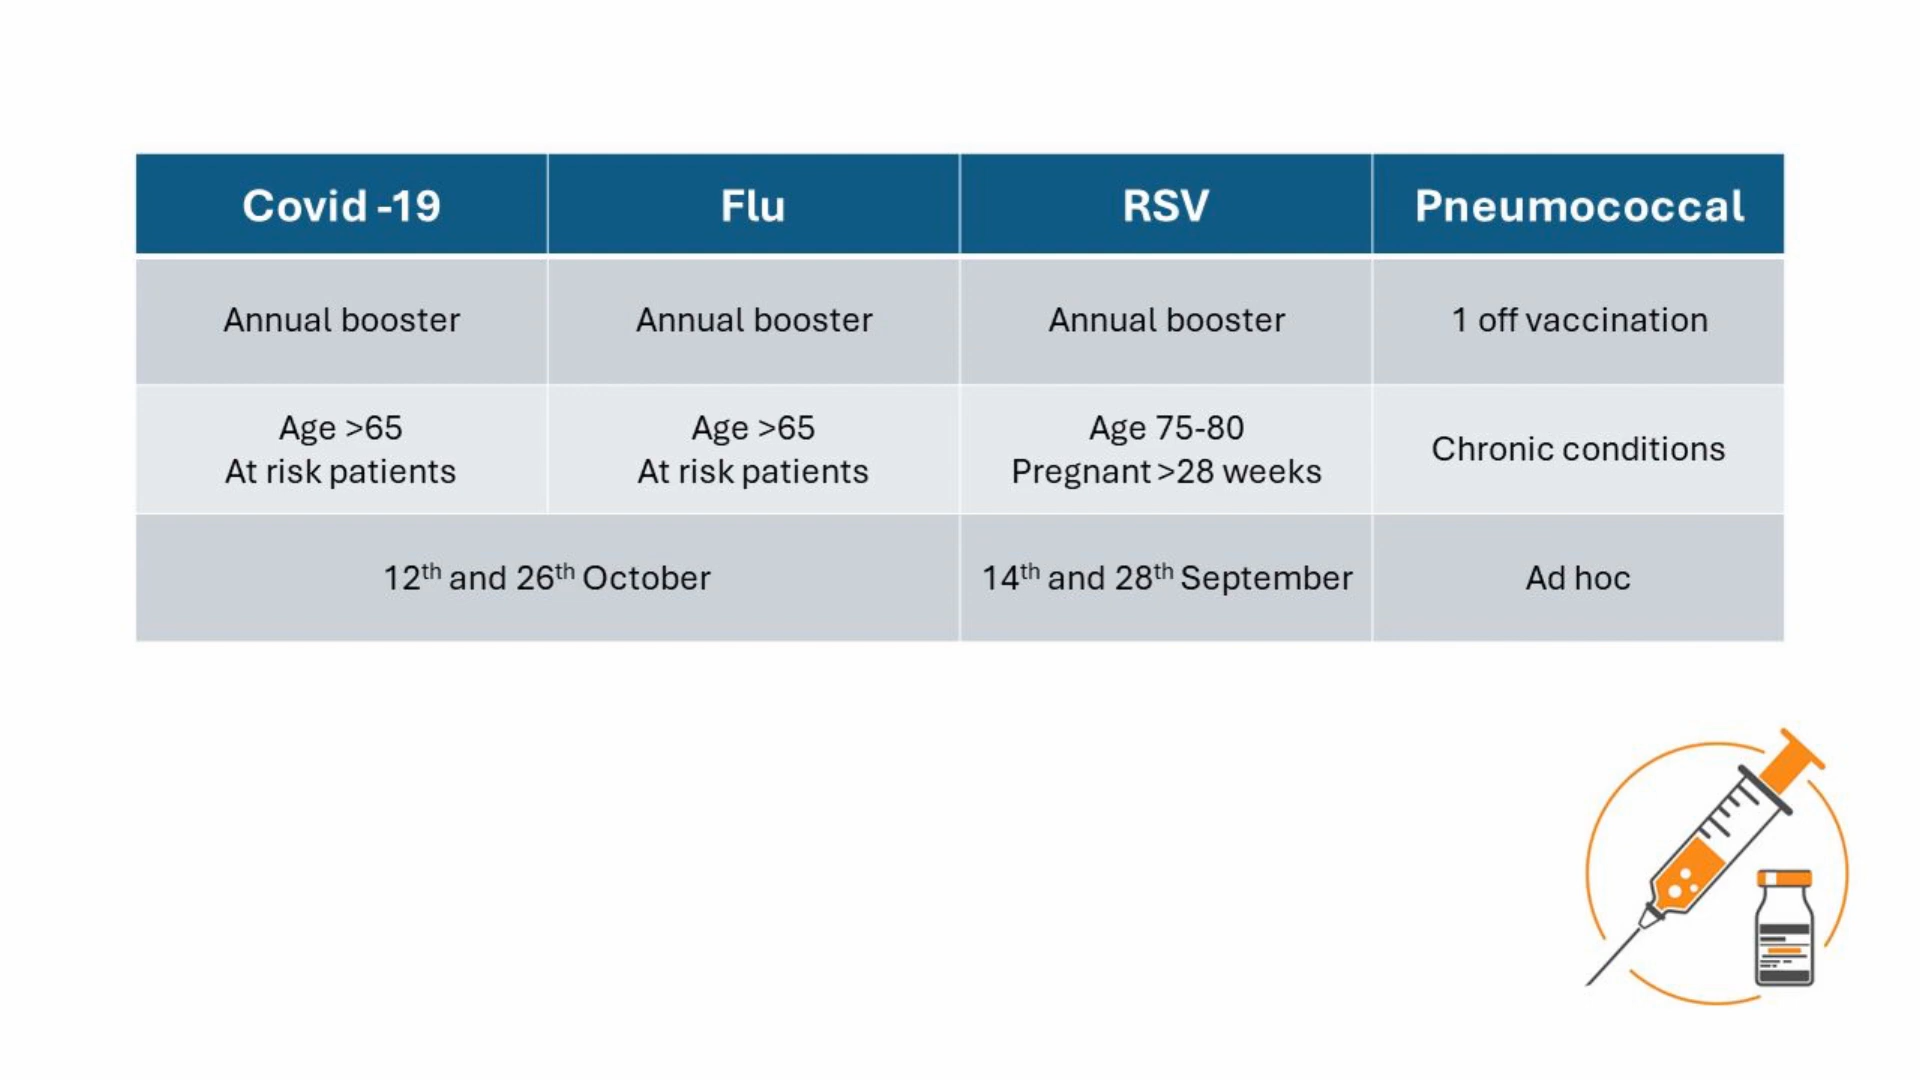 Covid -19 Flu RSV Pneumococcal
Annual booster Annual booster Annual booster 1 off vaccination
Age >65 Age >65 Age 75-80 Chronic conditions
At risk patients At risk patients Pregnant >28 weeks
12th and 26th October 14th and 28th September Ad hoc